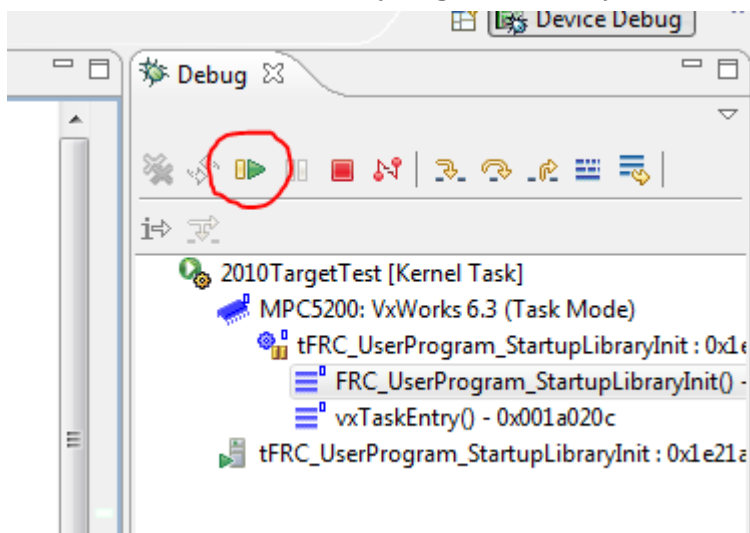 Device Debug
Debug
i
2010TargetTest [Kernel Task]
MPC5200: VxWorks 6.3 (Task Mode)
tFRC_UserProgram_StartupLibraryInit : 0x1e
FRC_UserProgram_StartupLibraryInit() -
vxTaskEntry() - 0x001a020c
tFRC_UserProgram_StartupLibraryInit : 0x1e21a